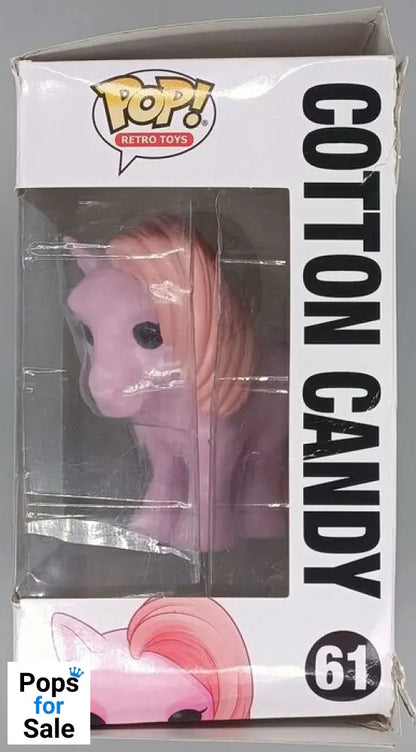 POP!
RETRO TOYS
COTTON CANDY
61
Pops
for
Sale